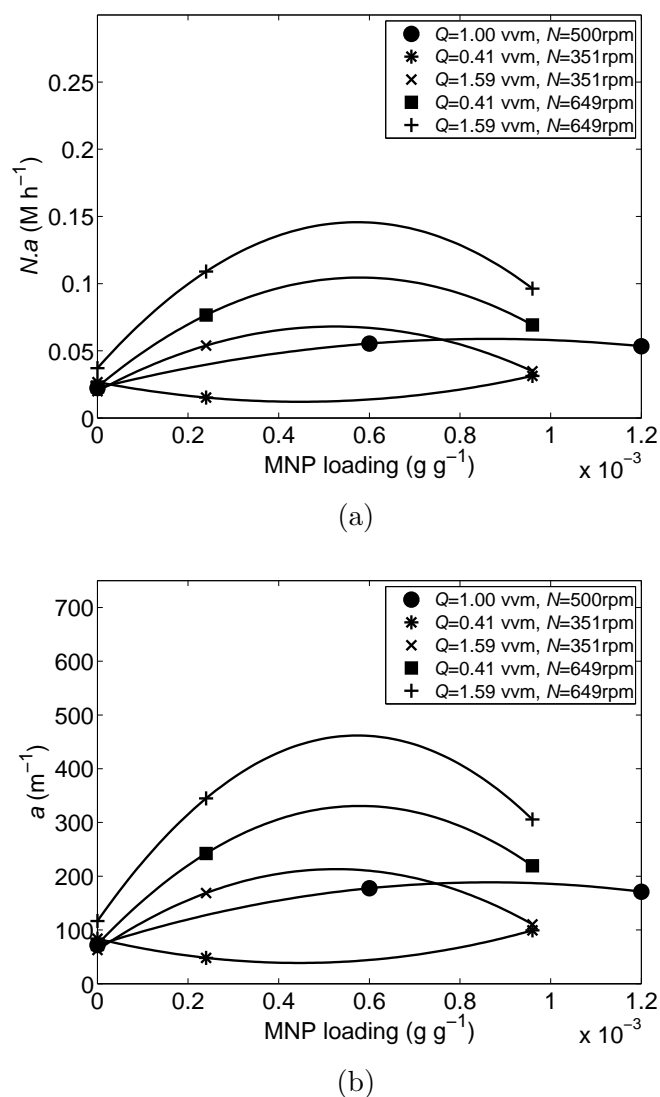 Q=1.00 vvm, N=500rpm
Q=0.41 vvm, N=351rpm
Q=1.59 vvm, N=351rpm
Q=0.41 vvm, N=649rpm
Q=1.59 vvm, N=649rpm
0.25
0.2
0.15
0.1
0.05
0
N.a (M h⁻¹)
0 0.2 0.4 0.6 0.8 1 1.2
MNP loading (g g⁻¹)
x 10⁻³
(a)
Q=1.00 vvm, N=500rpm
Q=0.41 vvm, N=351rpm
Q=1.59 vvm, N=351rpm
Q=0.41 vvm, N=649rpm
Q=1.59 vvm, N=649rpm
700
600
500
400
300
200
100
0
a (m⁻¹)
0 0.2 0.4 0.6 0.8 1 1.2
MNP loading (g g⁻¹)
x 10⁻³
(b)